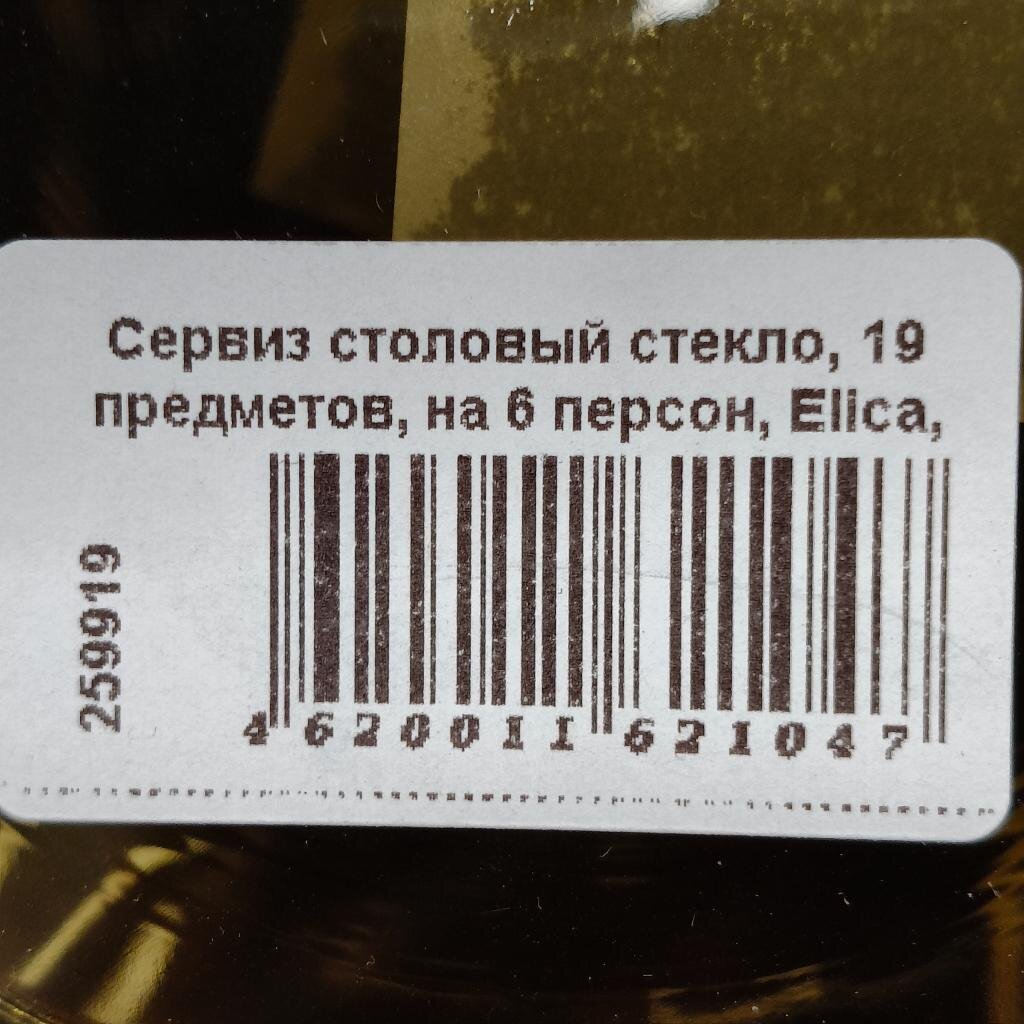 Сервиз столовый стекло, 19
предметов, на 6 персон, Elica,
259919
4 620011 621047